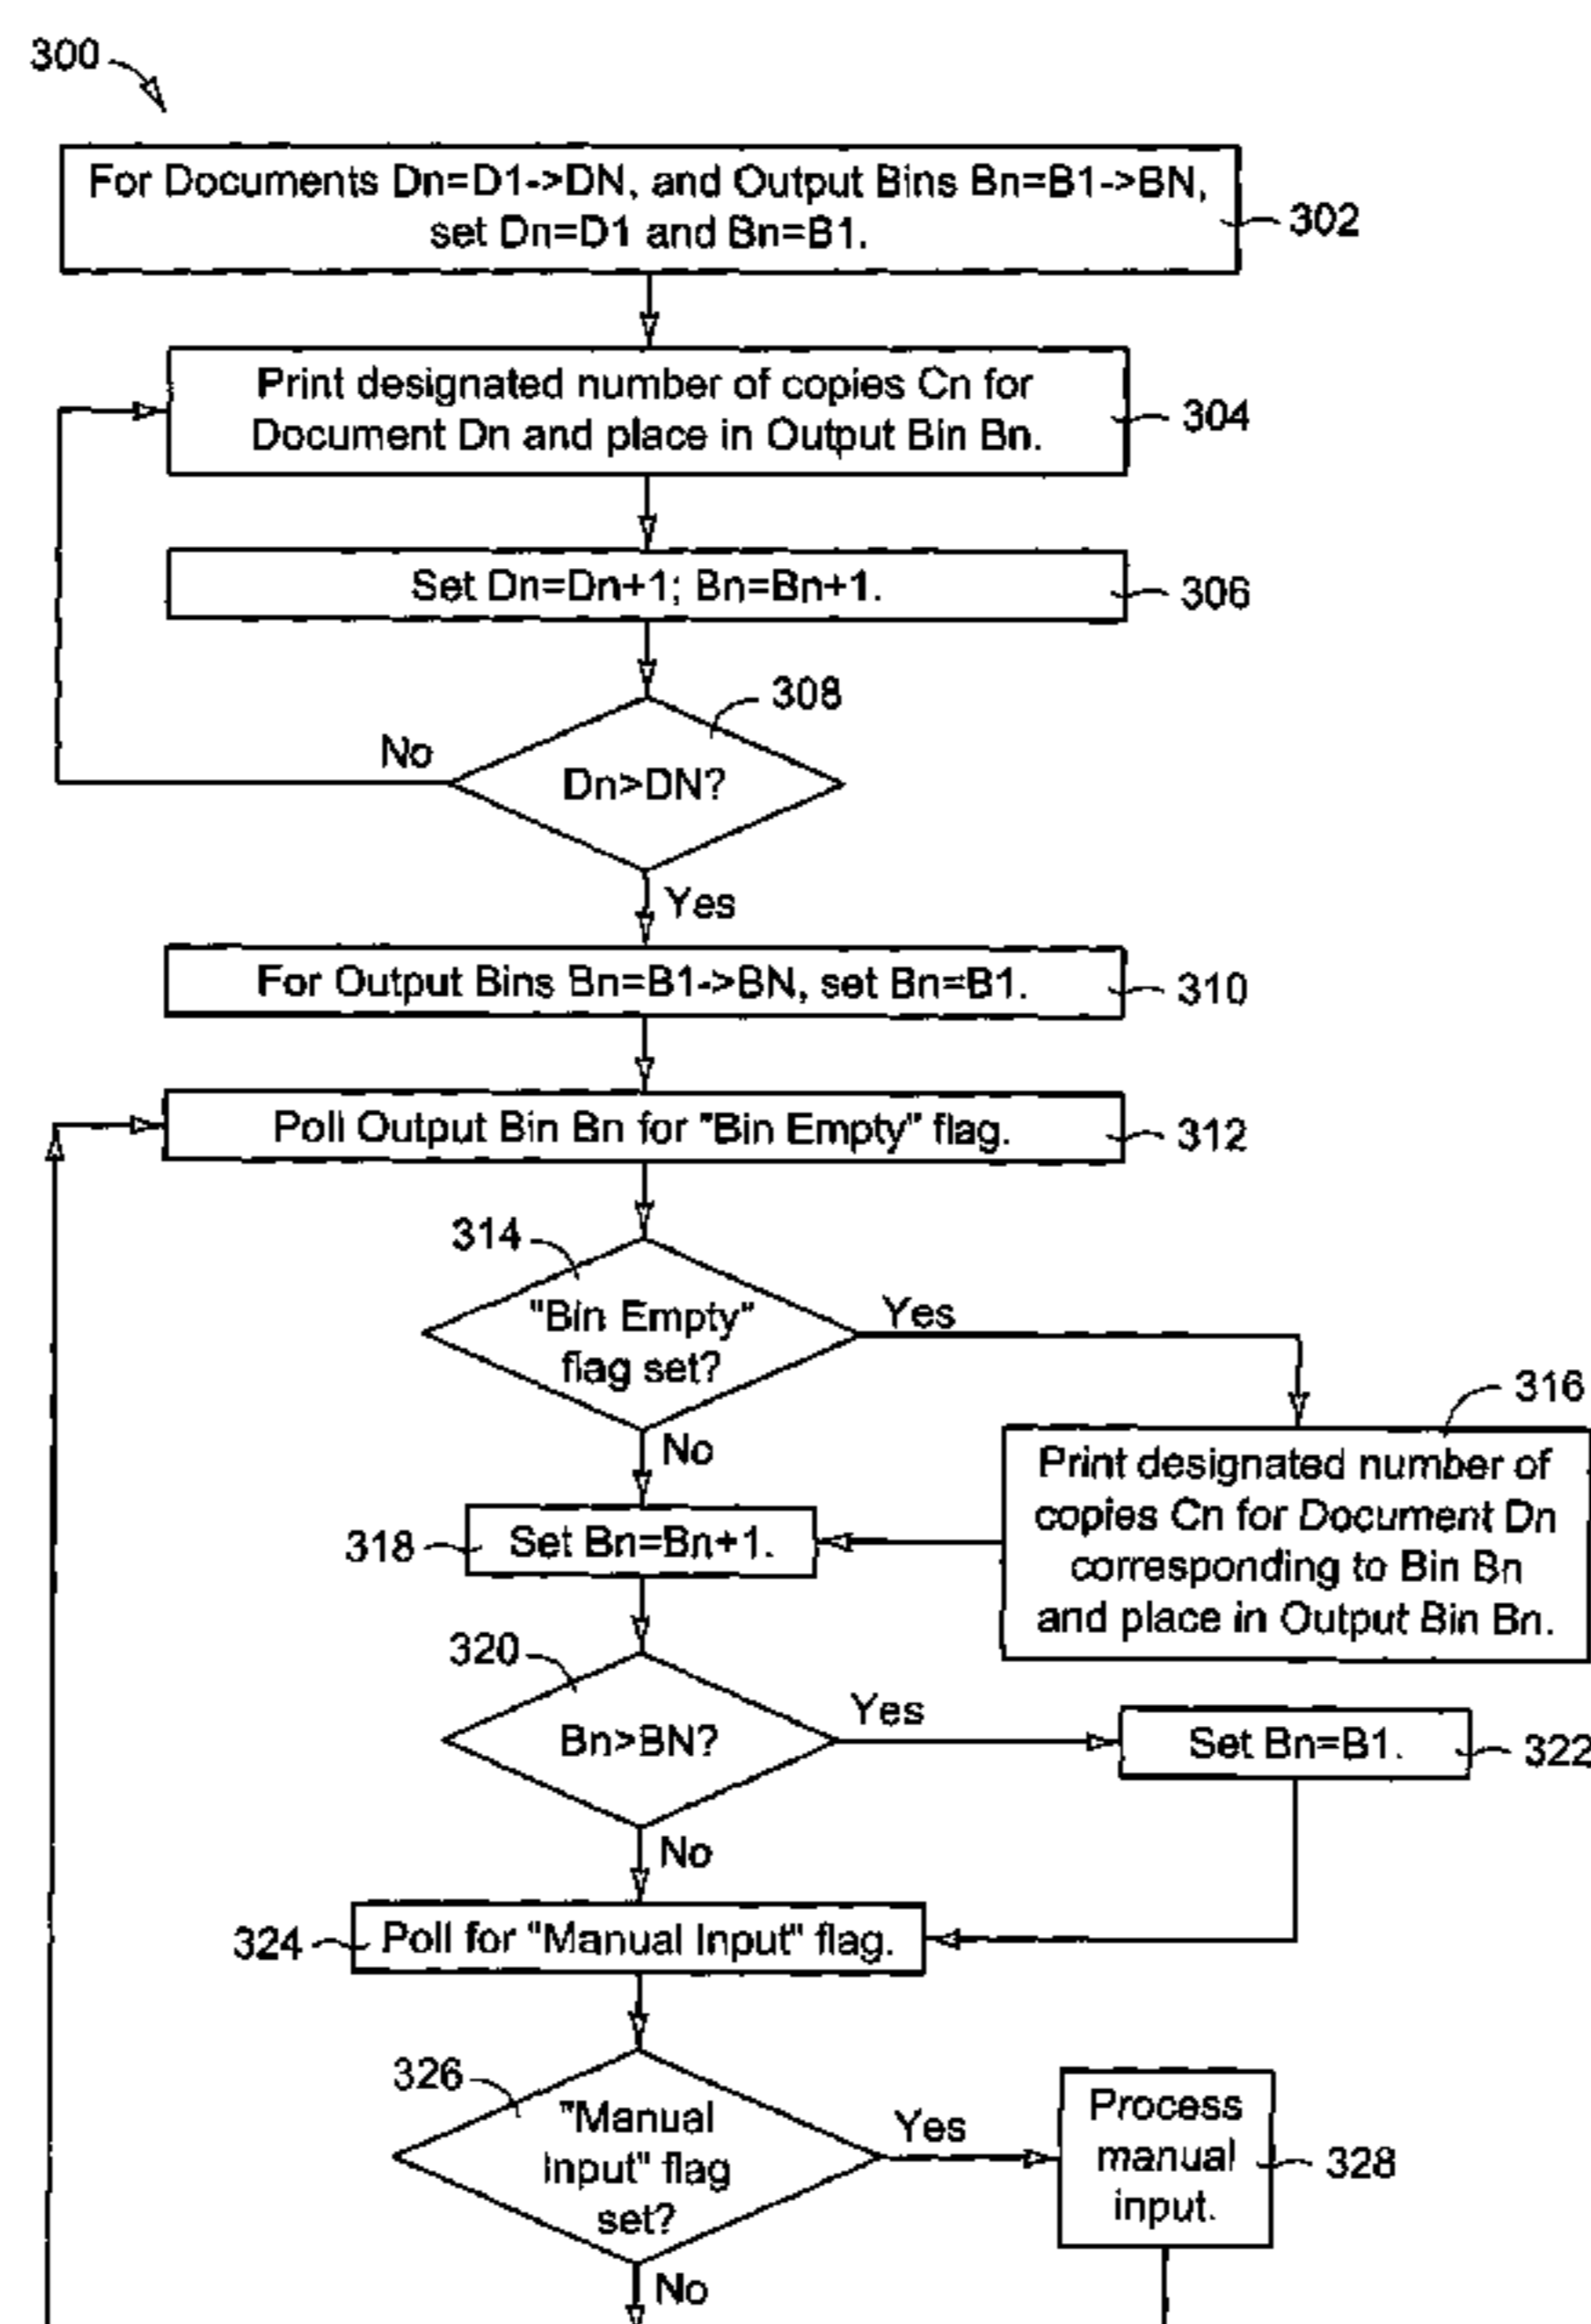 300
For Documents Dn=D1->DN, and Output Bins Bn=B1->BN,
set Dn=D1 and Bn=B1.
302
Print designated number of copies Cn for
Document Dn and place in Output Bin Bn.
304
Set Dn=Dn+1; Bn=Bn+1.
306
308
No
Dn>DN?
Yes
For Output Bins Bn=B1->BN, set Bn=B1.
310
Poll Output Bin Bn for "Bin Empty" flag.
312
314
"Bin Empty"
flag set?
Yes
No
316
Print designated number of
copies Cn for Document Dn
corresponding to Bin Bn
and place in Output Bin Bn.
318
Set Bn=Bn+1.
320
Bn>BN?
Yes
Set Bn=B1.
322
No
324
Poll for "Manual Input" flag.
326
"Manual
Input" flag
set?
Yes
Process
manual
input.
328
No